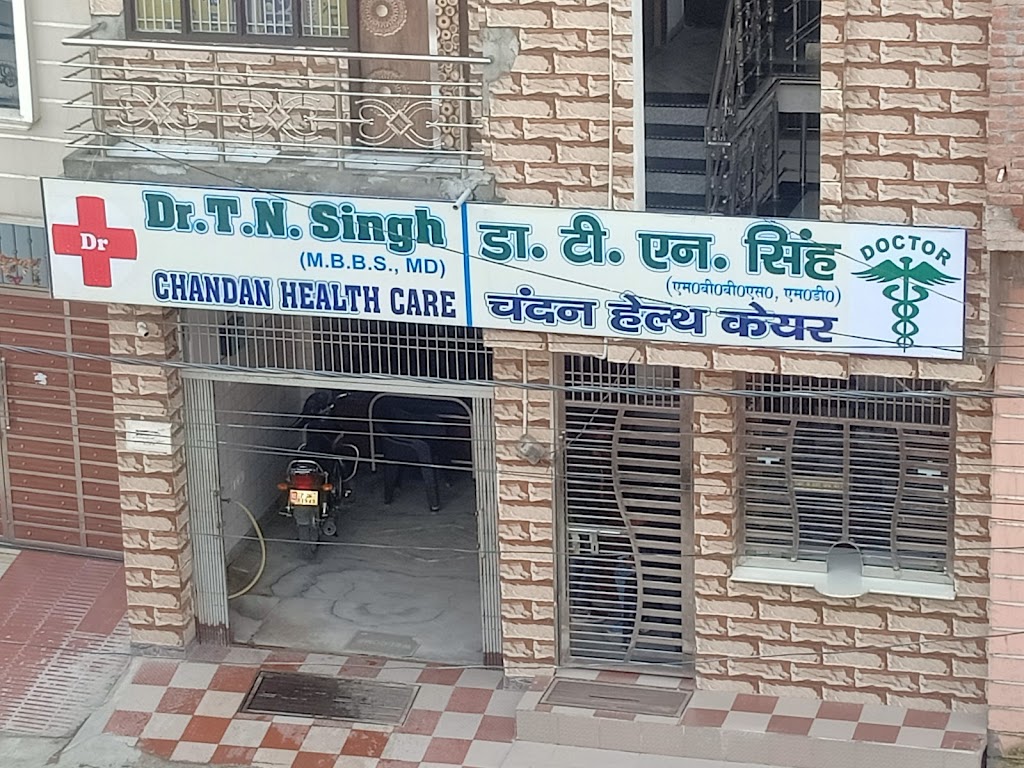 Dr
Dr.T.N. Singh
(M.B.B.S., MD)
CHANDAN HEALTH CARE
डा. टी. एन. सिंह
(एम0बी0बी0एस0, एम0डी0)
चंदन हेल्थ केयर
DOCTOR